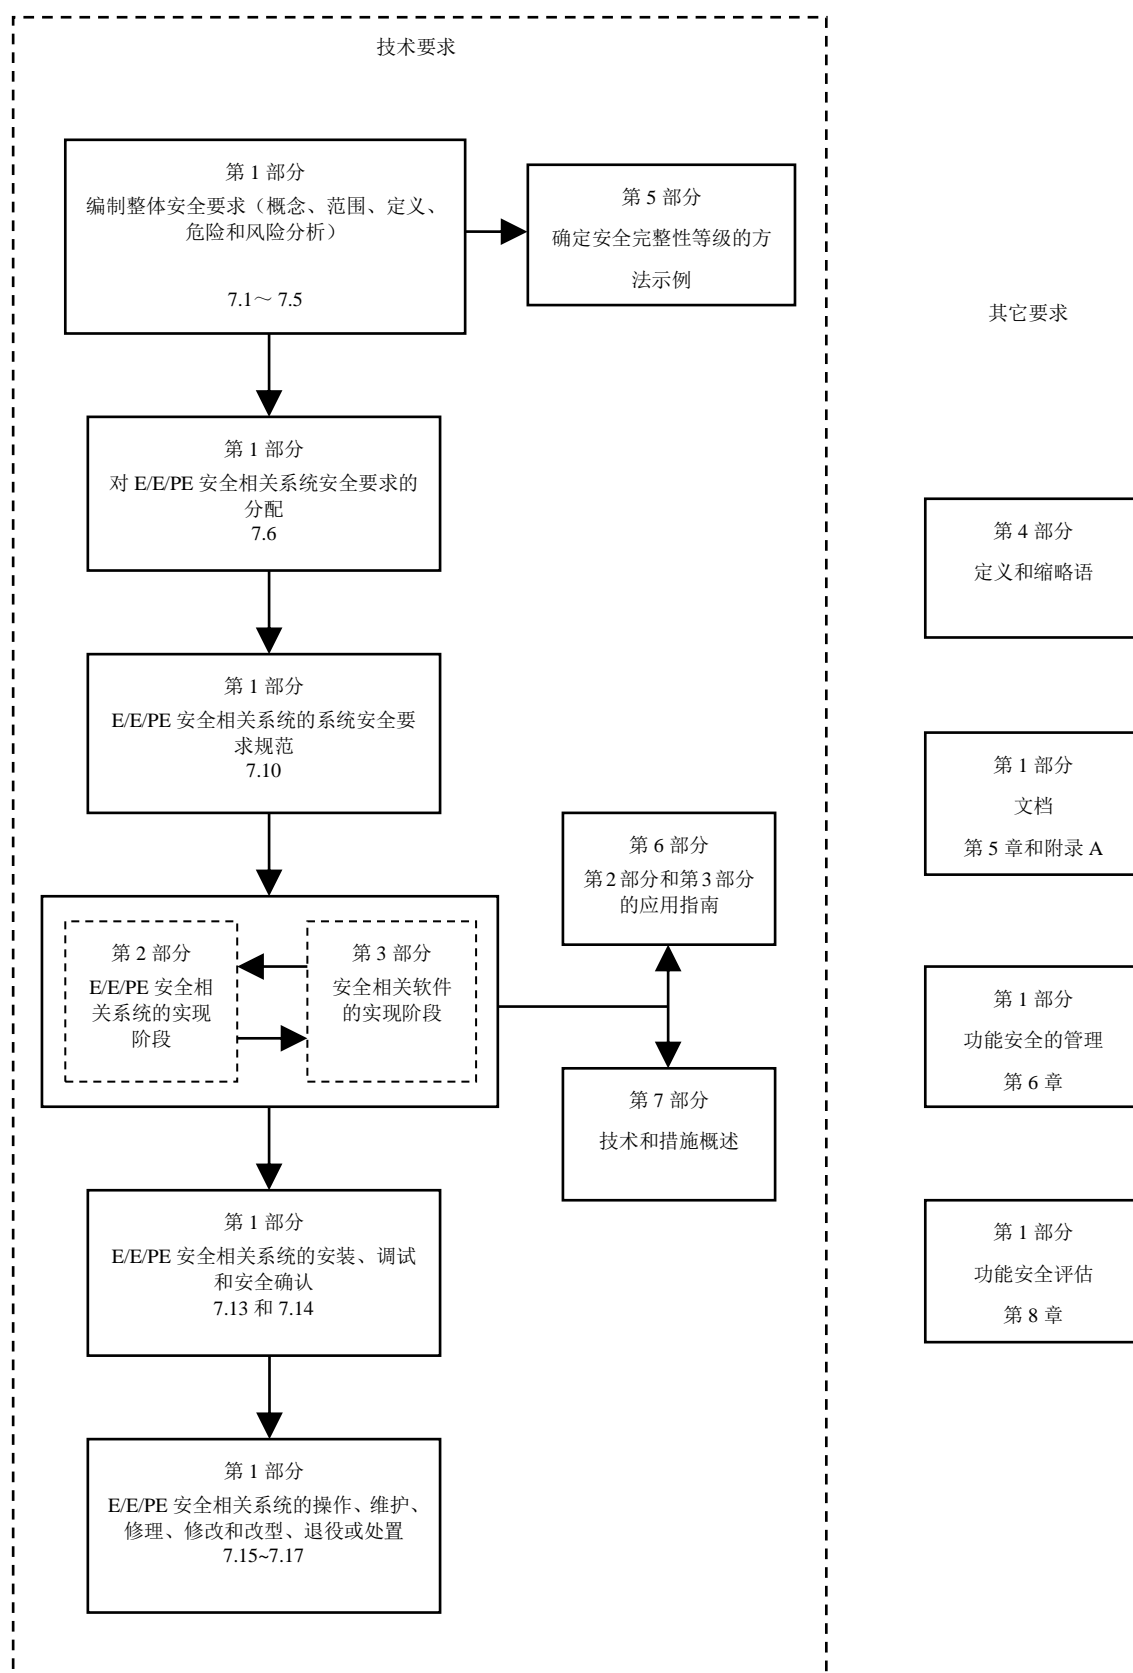 技术要求
第 1 部分
编制整体安全要求（概念、范围、定义、
危险和风险分析）
7.1～ 7.5
第 5 部分
确定安全完整性等级的方
法示例
第 1 部分
对 E/E/PE 安全相关系统安全要求的
分配
7.6
第 1 部分
E/E/PE 安全相关系统的系统安全要
求规范
7.10
第 6 部分
第 2 部分和第 3 部分
的应用指南
第 2 部分
E/E/PE 安全相
关系统的实现
阶段
第 3 部分
安全相关软件
的实现阶段
第 7 部分
技术和措施概述
第 1 部分
E/E/PE 安全相关系统的安装、调试
和安全确认
7.13 和 7.14
第 1 部分
E/E/PE 安全相关系统的操作、维护、
修理、修改和改型、退役或处置
7.15~7.17
其它要求
第 4 部分
定义和缩略语
第 1 部分
文档
第 5 章和附录 A
第 1 部分
功能安全的管理
第 6 章
第 1 部分
功能安全评估
第 8 章